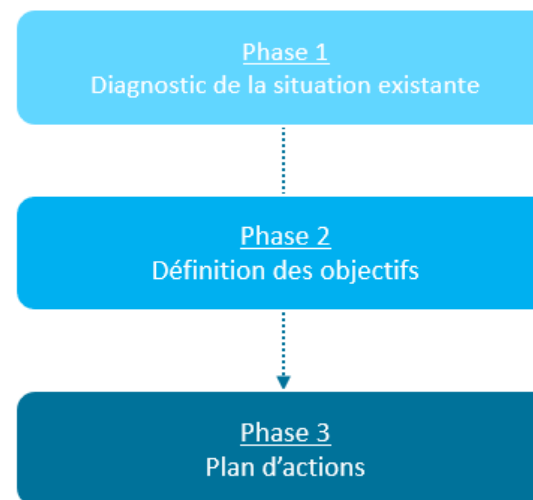 Phase 1
Diagnostic de la situation existante
Phase 2
Définition des objectifs
Phase 3
Plan d’actions